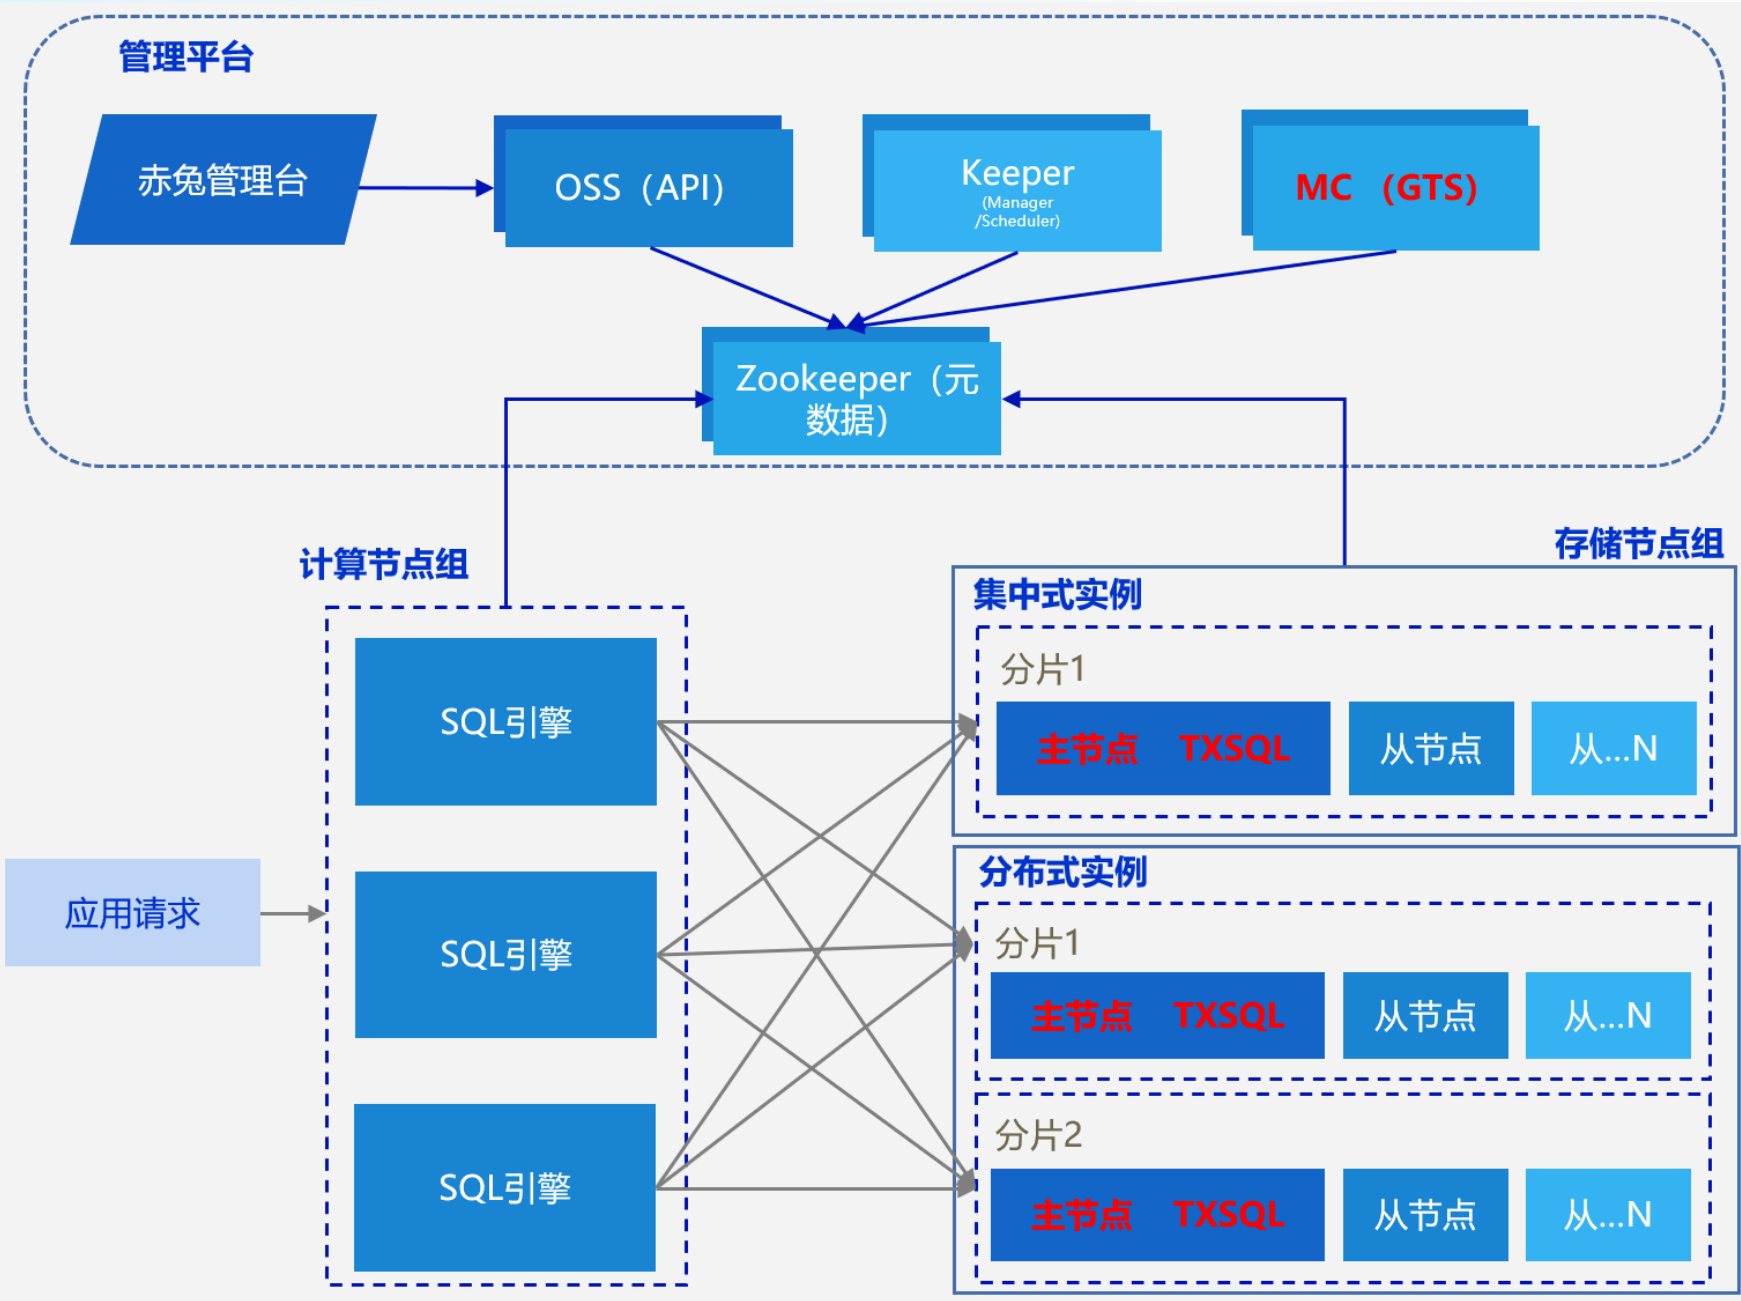 管理平台
赤兔管理台
OSS（API）
Keeper
(Manager
/Scheduler)
MC （GTS）
Zookeeper（元
数据）
计算节点组
存储节点组
集中式实例
分片1
主节点 TXSQL
从节点
从...N
SQL引擎
分布式实例
分片1
主节点 TXSQL
从节点
从...N
应用请求
SQL引擎
分片2
主节点 TXSQL
从节点
从...N
SQL引擎